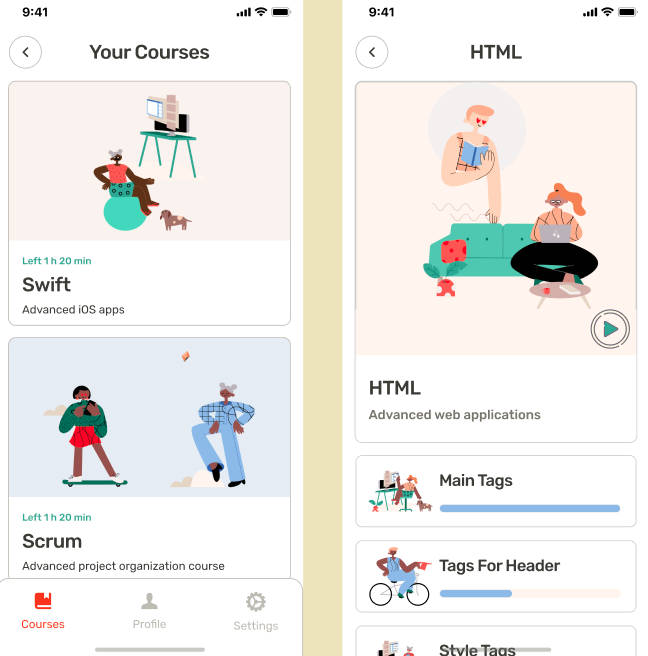 9:41
Your Courses
Left 1 h 20 min
Swift
Advanced iOS apps
Left 1 h 20 min
Scrum
Advanced project organization course
Courses
Profile
Settings
9:41
HTML
HTML
Advanced web applications
Main Tags
Tags For Header
Style Tags